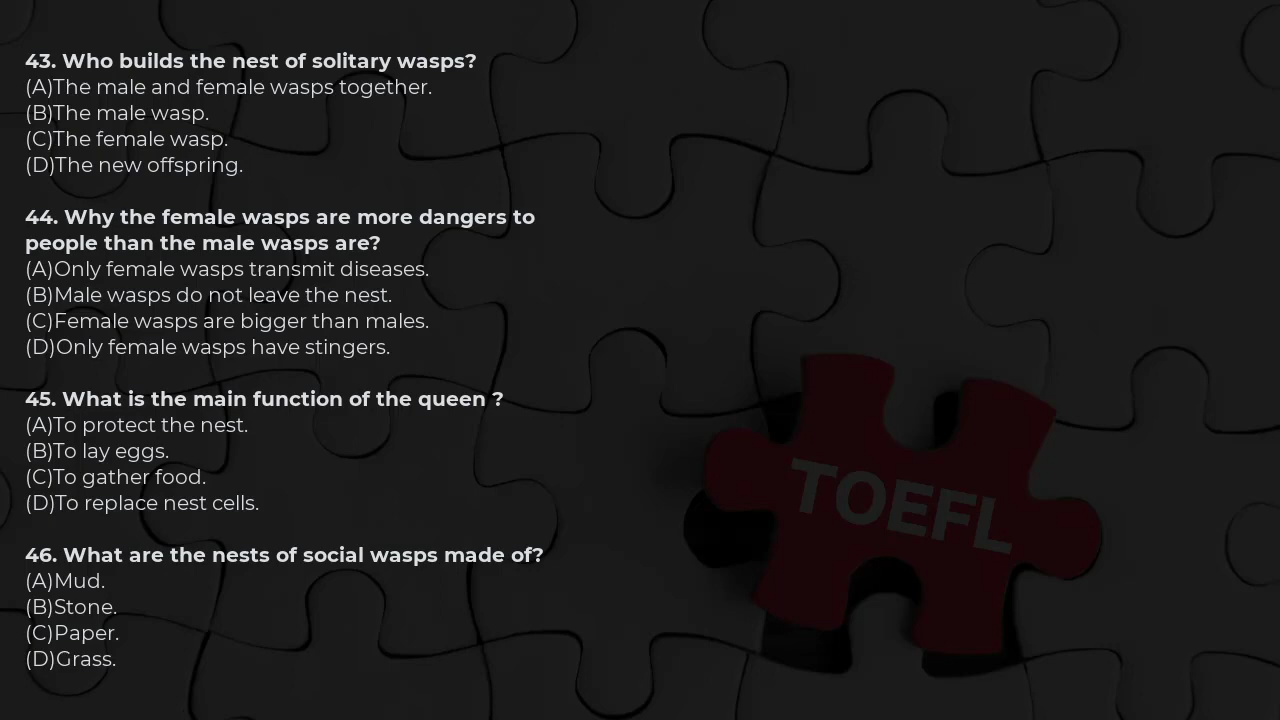 43. Who builds the nest of solitary wasps?
(A)The male and female wasps together.
(B)The male wasp.
(C)The female wasp.
(D)The new offspring.
44. Why the female wasps are more dangers to
people than the male wasps are?
(A)Only female wasps transmit diseases.
(B)Male wasps do not leave the nest.
(C)Female wasps are bigger than males.
(D)Only female wasps have stingers.
45. What is the main function of the queen ?
(A)To protect the nest.
(B)To lay eggs.
(C)To gather food.
(D)To replace nest cells.
46. What are the nests of social wasps made of?
(A)Mud.
(B)Stone.
(C)Paper.
(D)Grass.
TOEFL